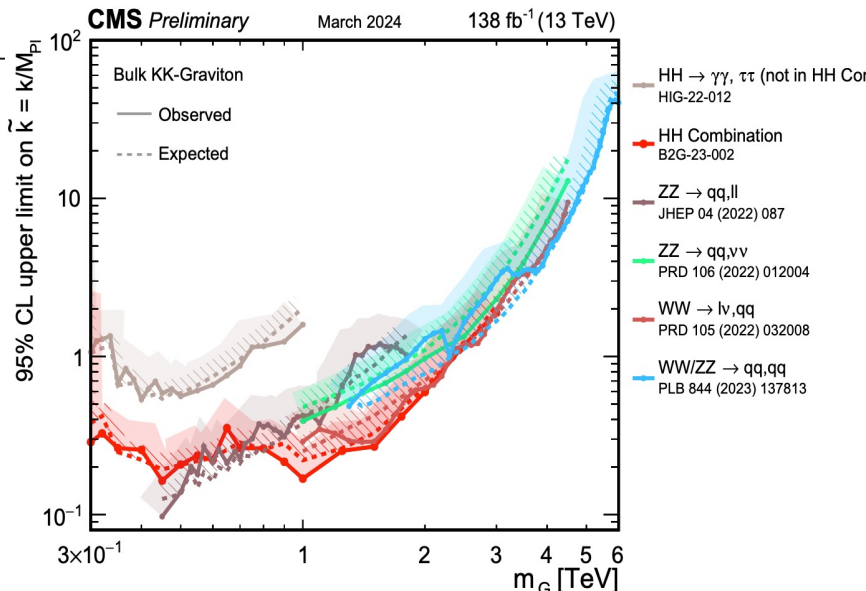 CMS Preliminary March 2024 138 fb⁻¹ (13 TeV)
95% CL upper limit on k̃ = k/M_Pl
10²
10
1
10⁻¹
Bulk KK-Graviton
Observed
Expected
3×10⁻¹ 1 2 3 4 5 6
m_G [TeV]
HH → γγ, ττ (not in HH Cor
HIG-22-012
HH Combination
B2G-23-002
ZZ → qq,ll
JHEP 04 (2022) 087
ZZ → qq,νν
PRD 106 (2022) 012004
WW → lν,qq
PRD 105 (2022) 032008
WW/ZZ → qq,qq
PLB 844 (2023) 137813